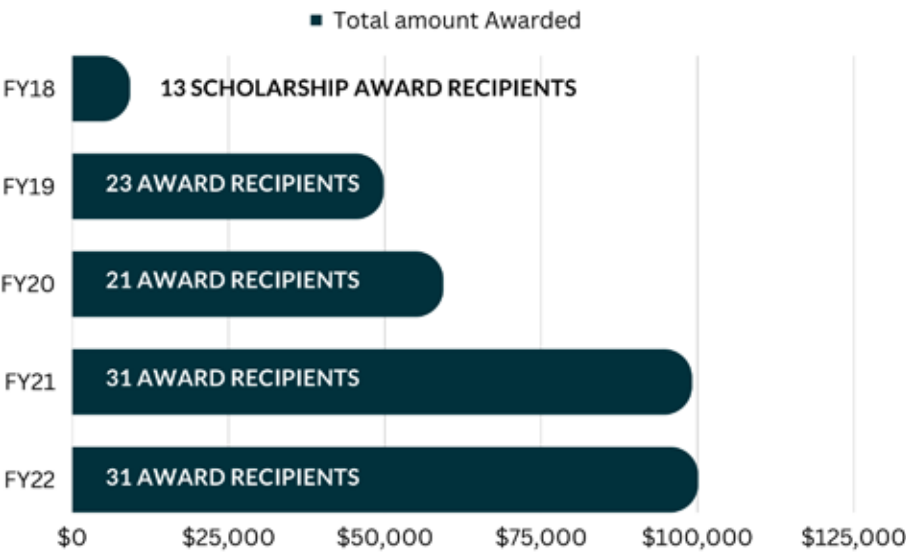 Total amount Awarded
FY18 13 SCHOLARSHIP AWARD RECIPIENTS
FY19 23 AWARD RECIPIENTS
FY20 21 AWARD RECIPIENTS
FY21 31 AWARD RECIPIENTS
FY22 31 AWARD RECIPIENTS
$0 $25,000 $50,000 $75,000 $100,000 $125,000